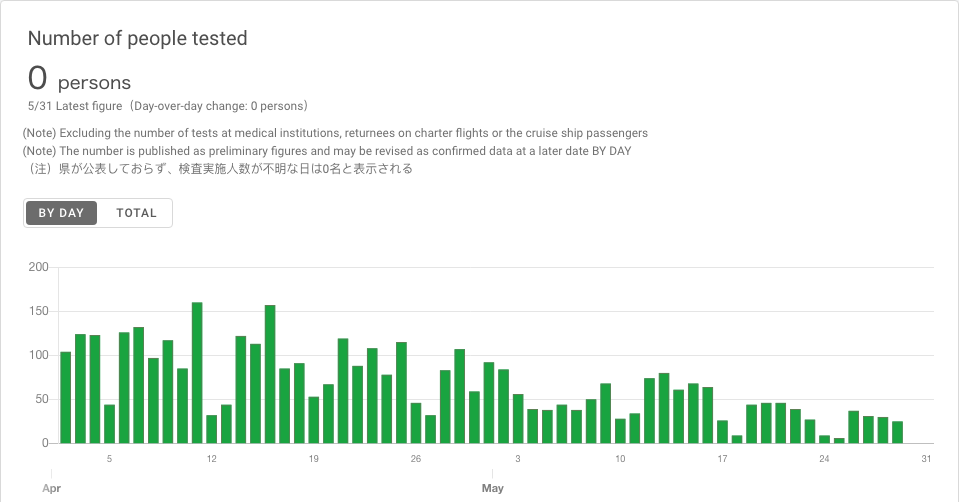 Number of people tested
0 persons
5/31 Latest figure（Day-over-day change: 0 persons）
(Note) Excluding the number of tests at medical institutions, returnees on charter flights or the cruise ship passengers
(Note) The number is published as preliminary figures and may be revised as confirmed data at a later date BY DAY
（注）県が公表しておらず、検査実施人数が不明な日は0名と表示される
BY DAY TOTAL
200
150
100
50
0
5 12 19 26 3 10 17 24 31
Apr May